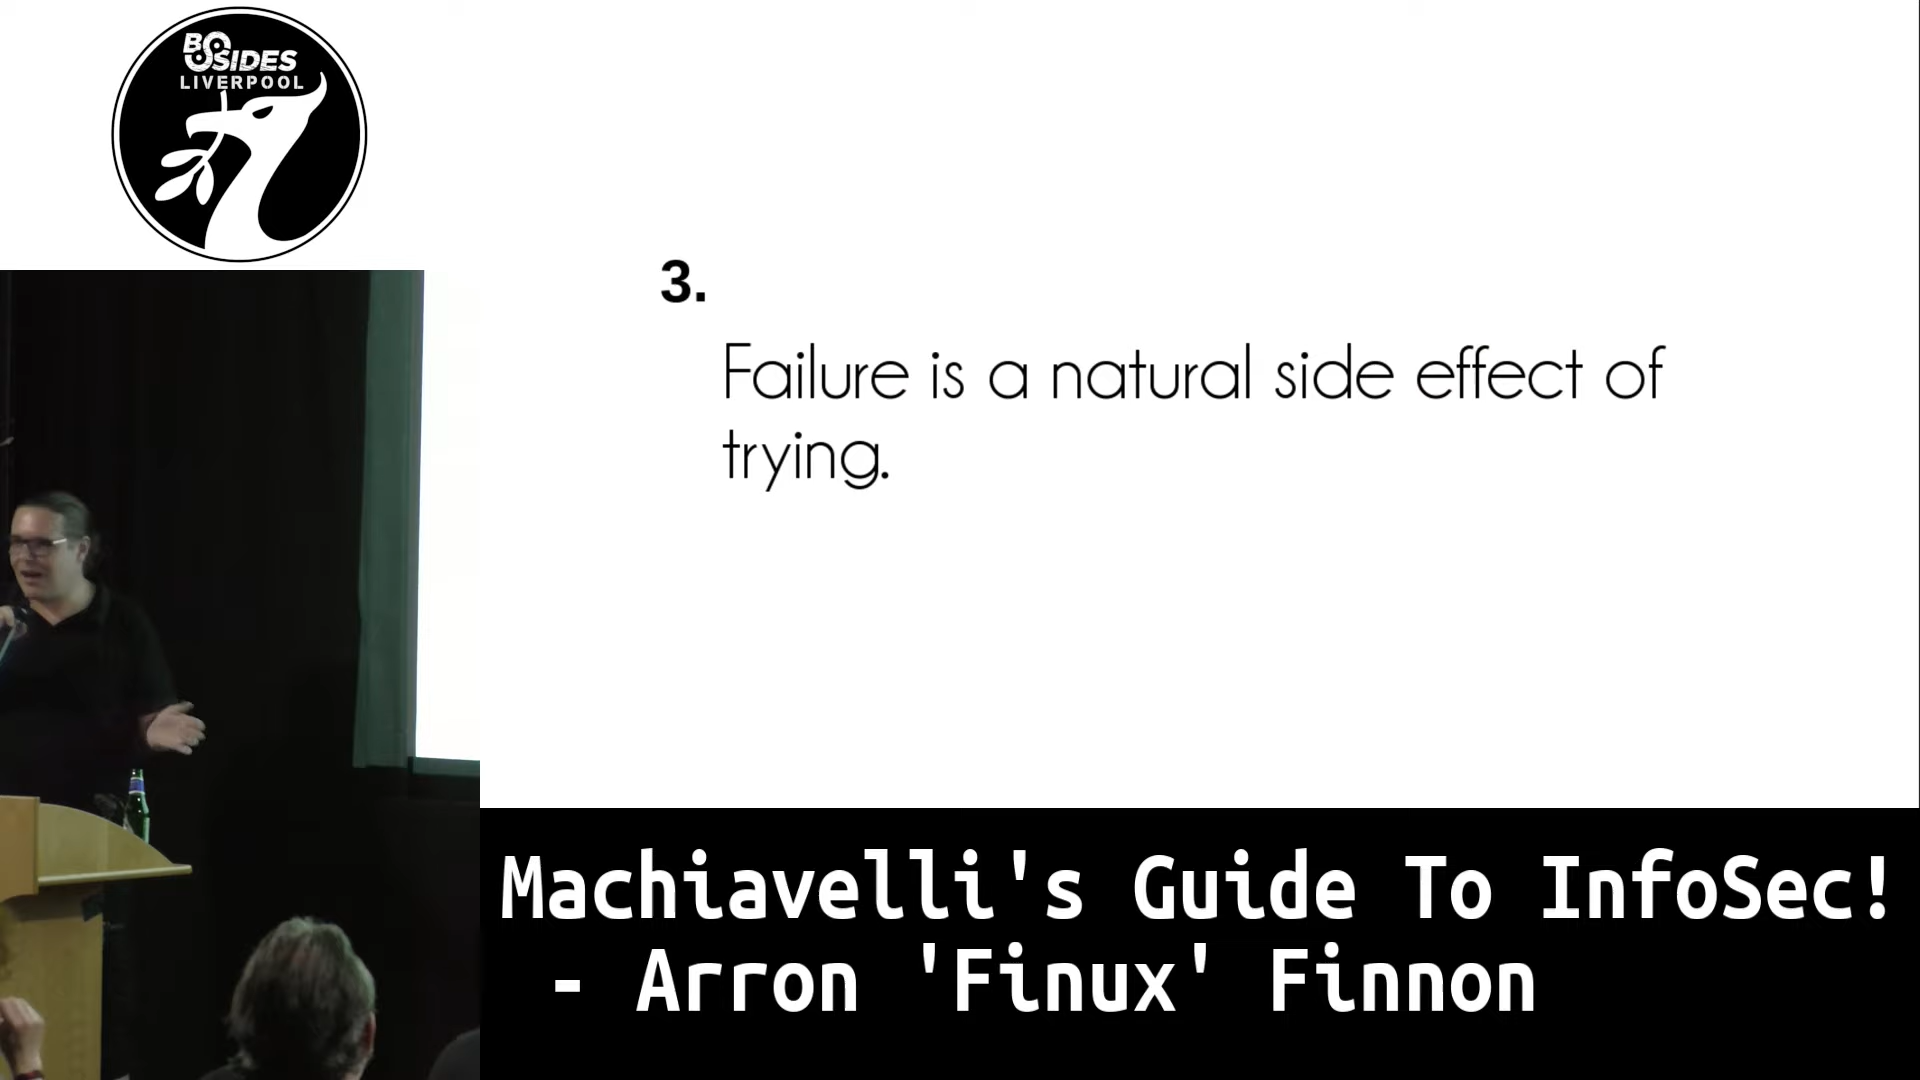 BSIDES
LIVERPOOL
3.
Failure is a natural side effect of
trying.
Machiavelli's Guide To InfoSec!
- Arron 'Finux' Finnon